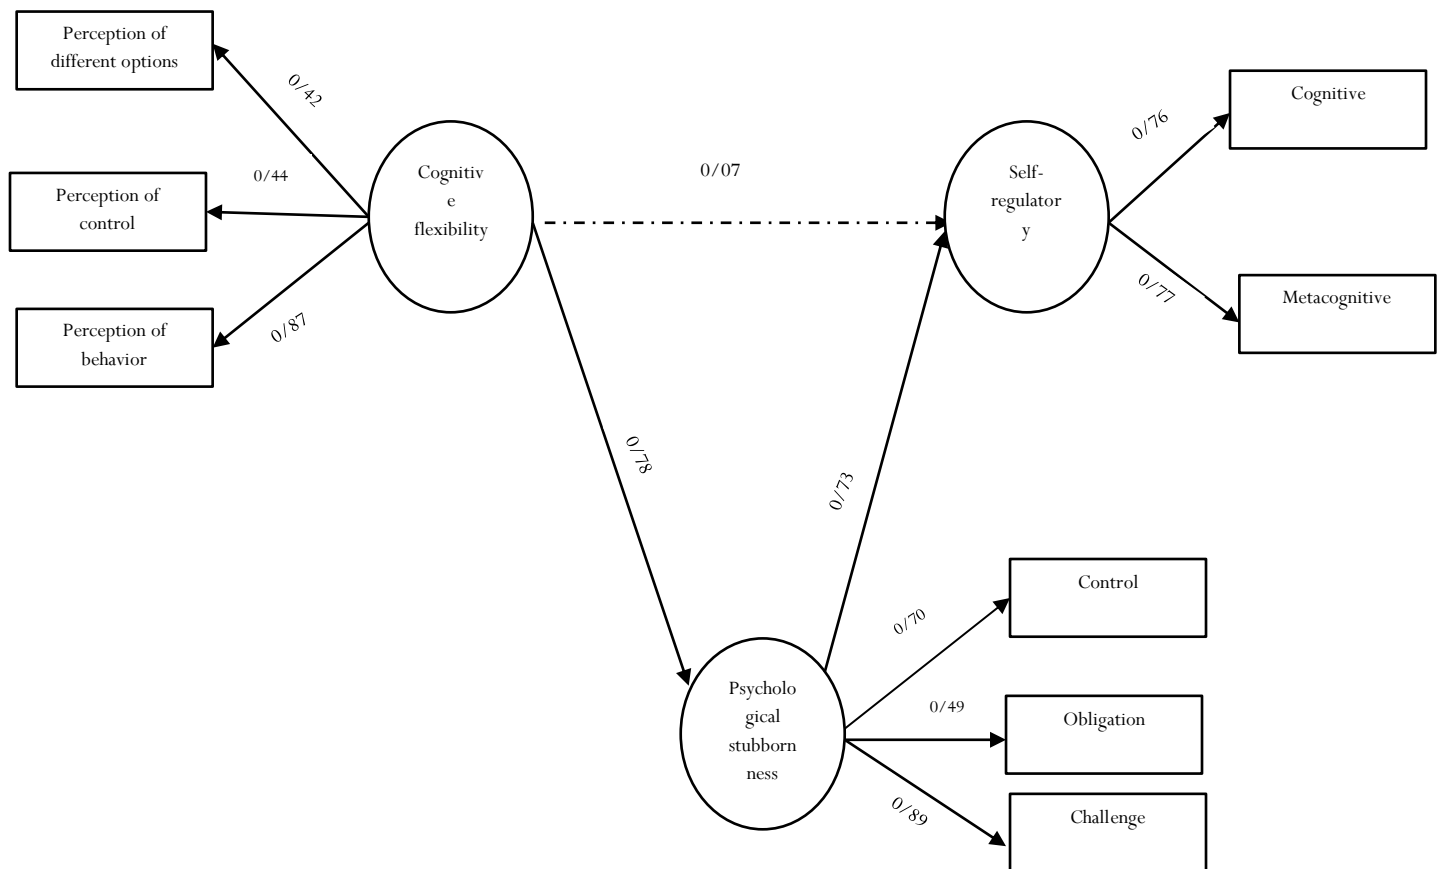 Perception of
different options
0/42
Perception of
control
0/44
Perception of
behavior
0/87
Cognitiv
e
flexibility
0/07
Self-
regulator
y
0/76
Cognitive
0/77
Metacognitive
0/78
0/73
Psycholo
gical
stubborn
ness
0/70
Control
0/49
Obligation
0/89
Challenge